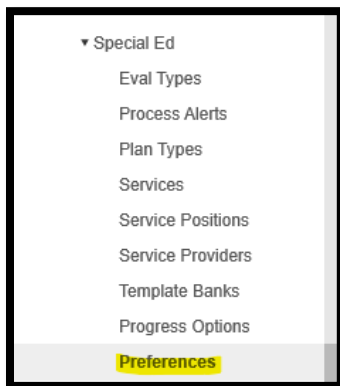 ▾ Special Ed
Eval Types
Process Alerts
Plan Types
Services
Service Positions
Service Providers
Template Banks
Progress Options
Preferences